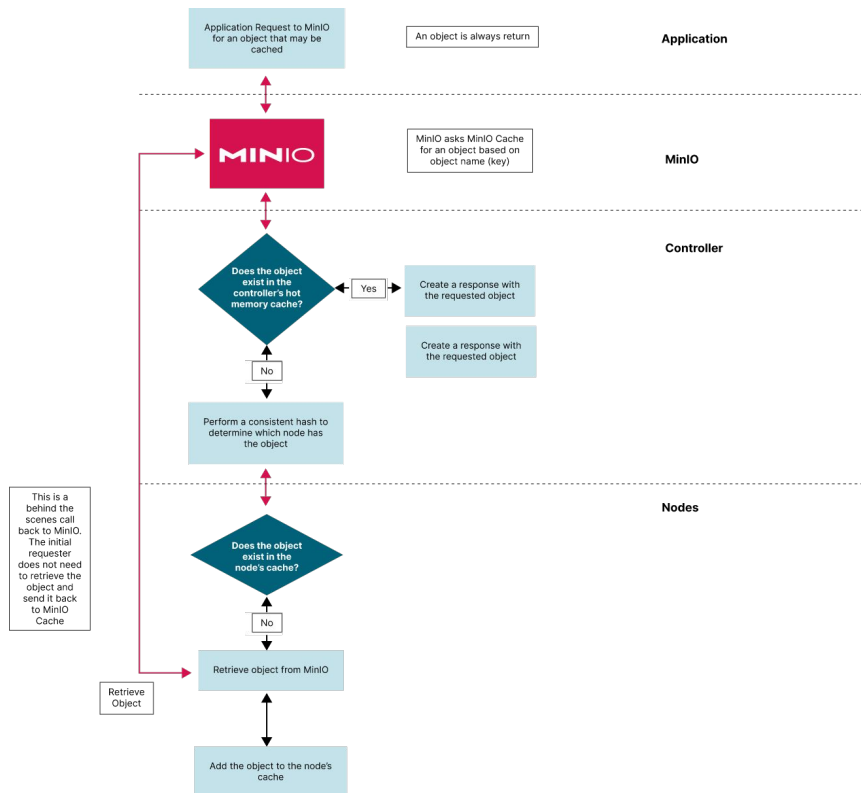 Application Request to MinIO
for an object that may be
cached
An object is always return
Application
MINIO
MinIO asks MinIO Cache
for an object based on
object name (key)
MinIO
Controller
Does the object
exist in the
controller's hot
memory cache?
Yes
Create a response with
the requested object
Create a response with
the requested object
No
Perform a consistent hash to
determine which node has
the object
Nodes
This is a
behind the
scenes call
back to MinIO.
The initial
requester
does not need
to retrieve the
object and
send it back
to MinIO
Cache
Does the object
exist in the
node's cache?
No
Retrieve object from MinIO
Retrieve
Object
Add the object to the node's
cache